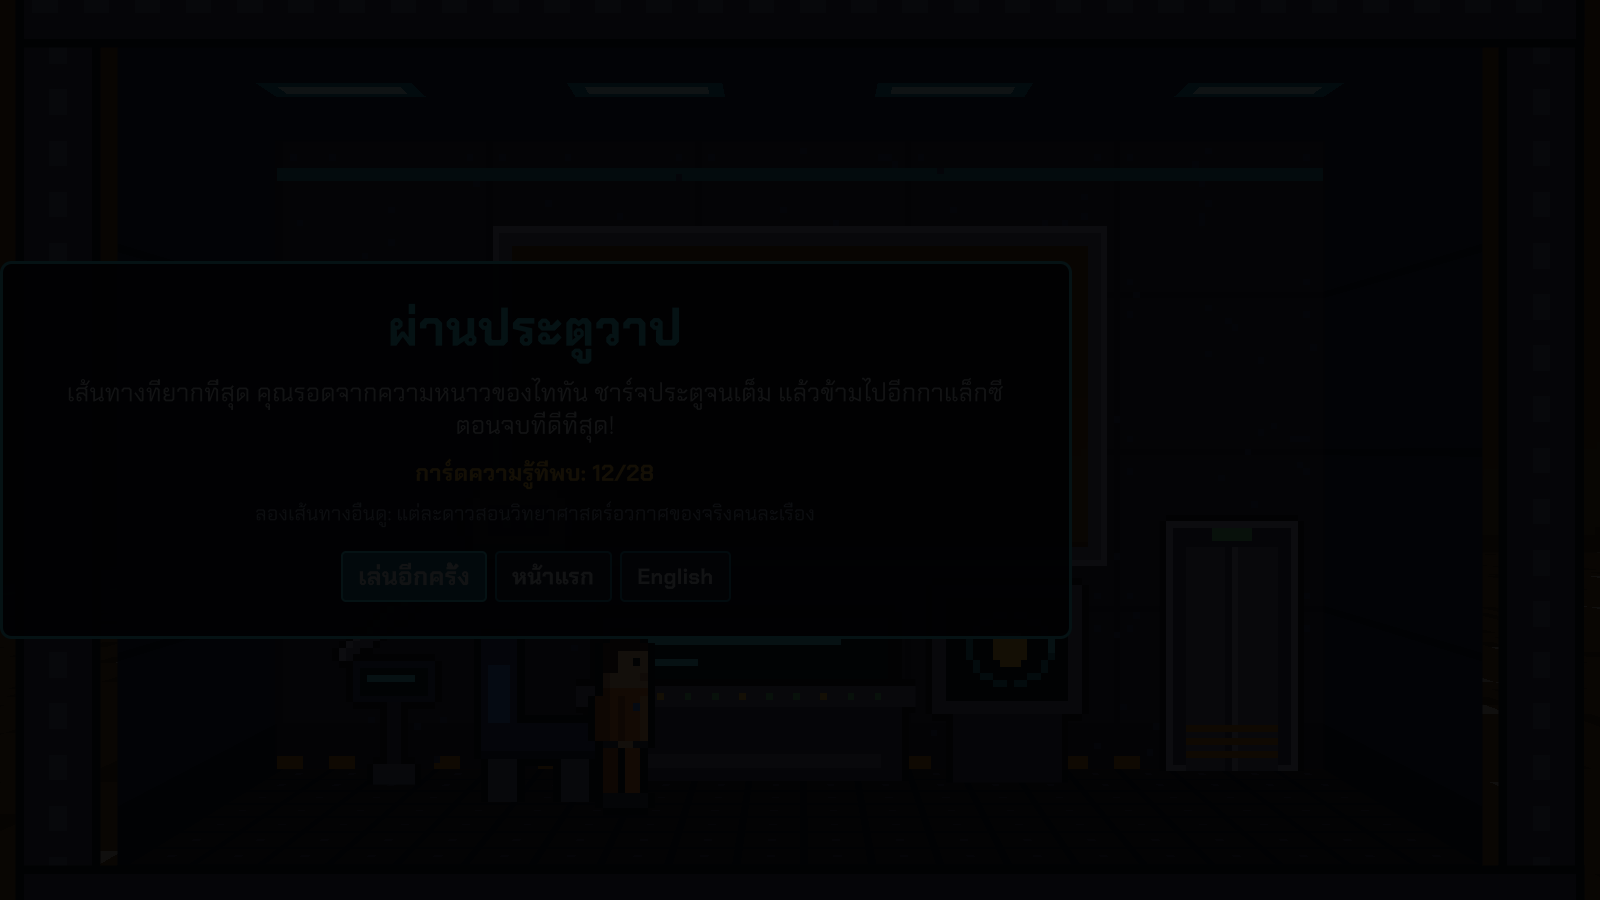 ผ่านประตูวาป
เส้นทางที่ยากที่สุด คุณรอดจากความหนาวของไททัน ชาร์จประตูจนเต็ม แล้วข้ามไปอีกกาแล็กซี
ตอนจบที่ดีที่สุด!
การ์ดความรู้ที่พบ: 12/28
ลองเส้นทางอื่นดู: แต่ละดาวสอนวิทยาศาสตร์อวกาศของจริงคนละเรื่อง
เล่นอีกครั้ง
หน้าแรก
English